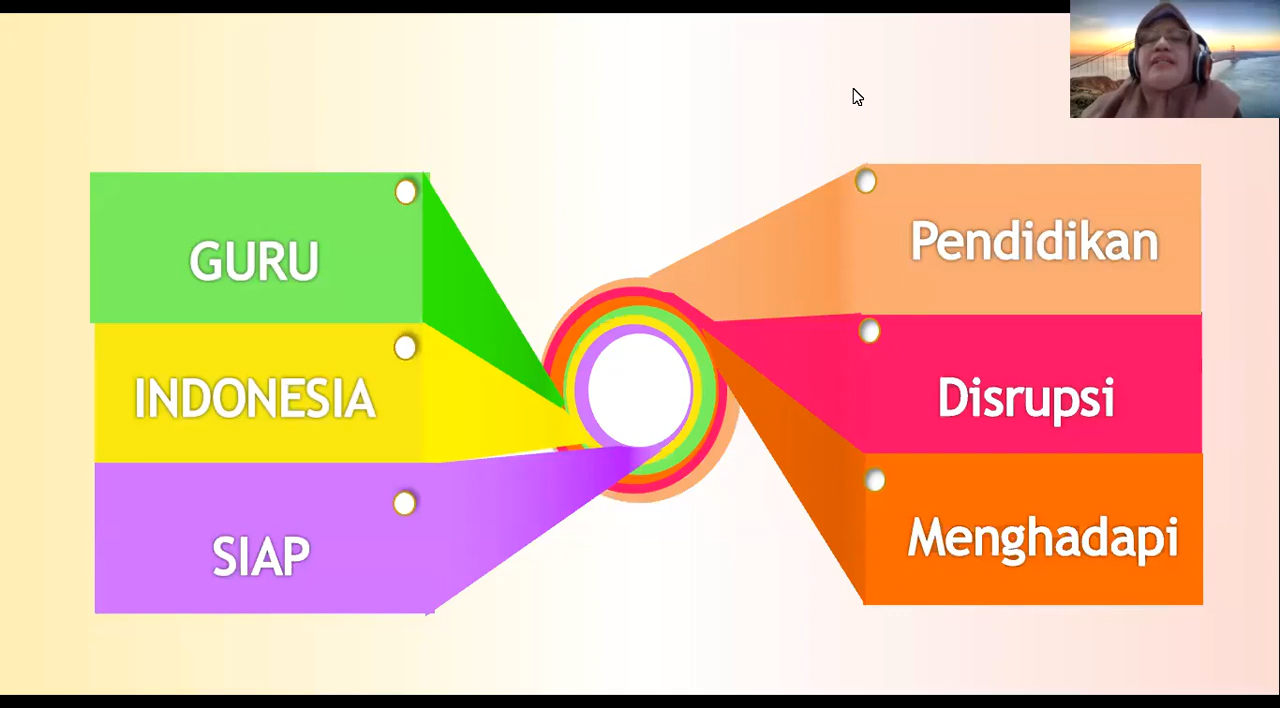 GURU
INDONESIA
SIAP
Pendidikan
Disrupsi
Menghadapi